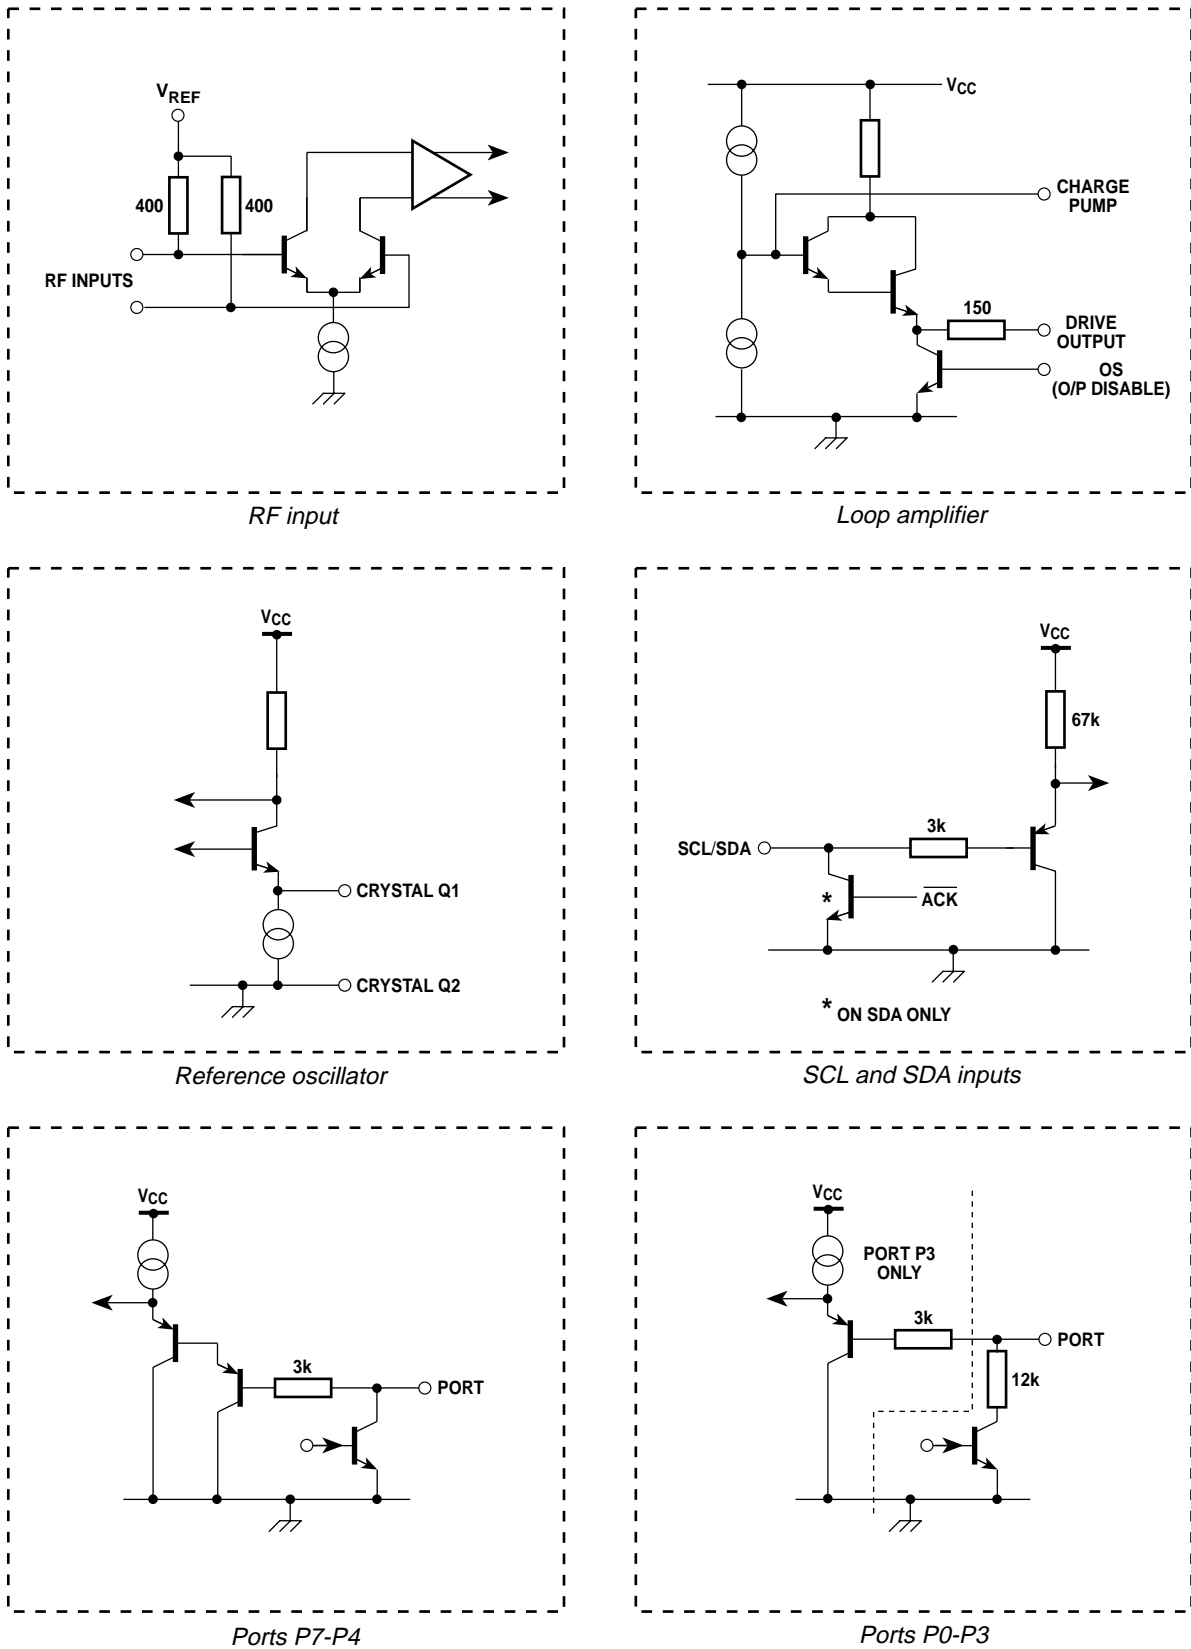 VREF
400
400
RF INPUTS
RF input
VCC
CHARGE
PUMP
150
DRIVE
OUTPUT
OS
(O/P DISABLE)
Loop amplifier
VCC
CRYSTAL Q1
CRYSTAL Q2
Reference oscillator
VCC
67k
3k
SCL/SDA
*
ACK
* ON SDA ONLY
SCL and SDA inputs
VCC
3k
PORT
Ports P7-P4
VCC
PORT P3
ONLY
3k
PORT
12k
Ports P0-P3